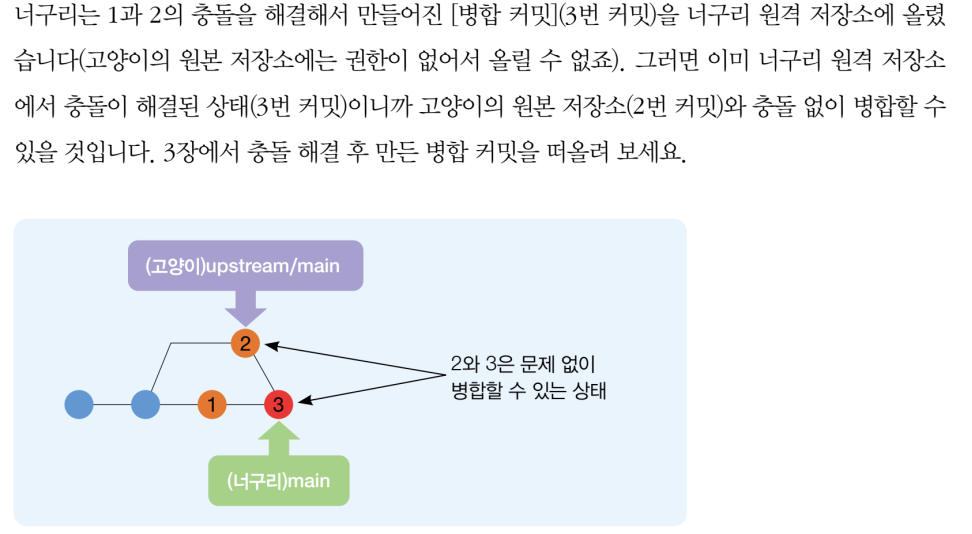 너구리는 1과 2의 충돌을 해결해서 만들어진 [병합 커밋](3번 커밋)을 너구리 원격 저장소에 올렸
습니다(고양이의 원본 저장소에는 권한이 없어서 올릴 수 없죠). 그러면 이미 너구리 원격 저장소
에서 충돌이 해결된 상태(3번 커밋)이니까 고양이의 원본 저장소(2번 커밋)와 충돌 없이 병합할 수
있을 것입니다. 3장에서 충돌 해결 후 만든 병합 커밋을 떠올려 보세요.
(고양이)upstream/main
2
2와 3은 문제 없이
병합할 수 있는 상태
1
3
(너구리)main